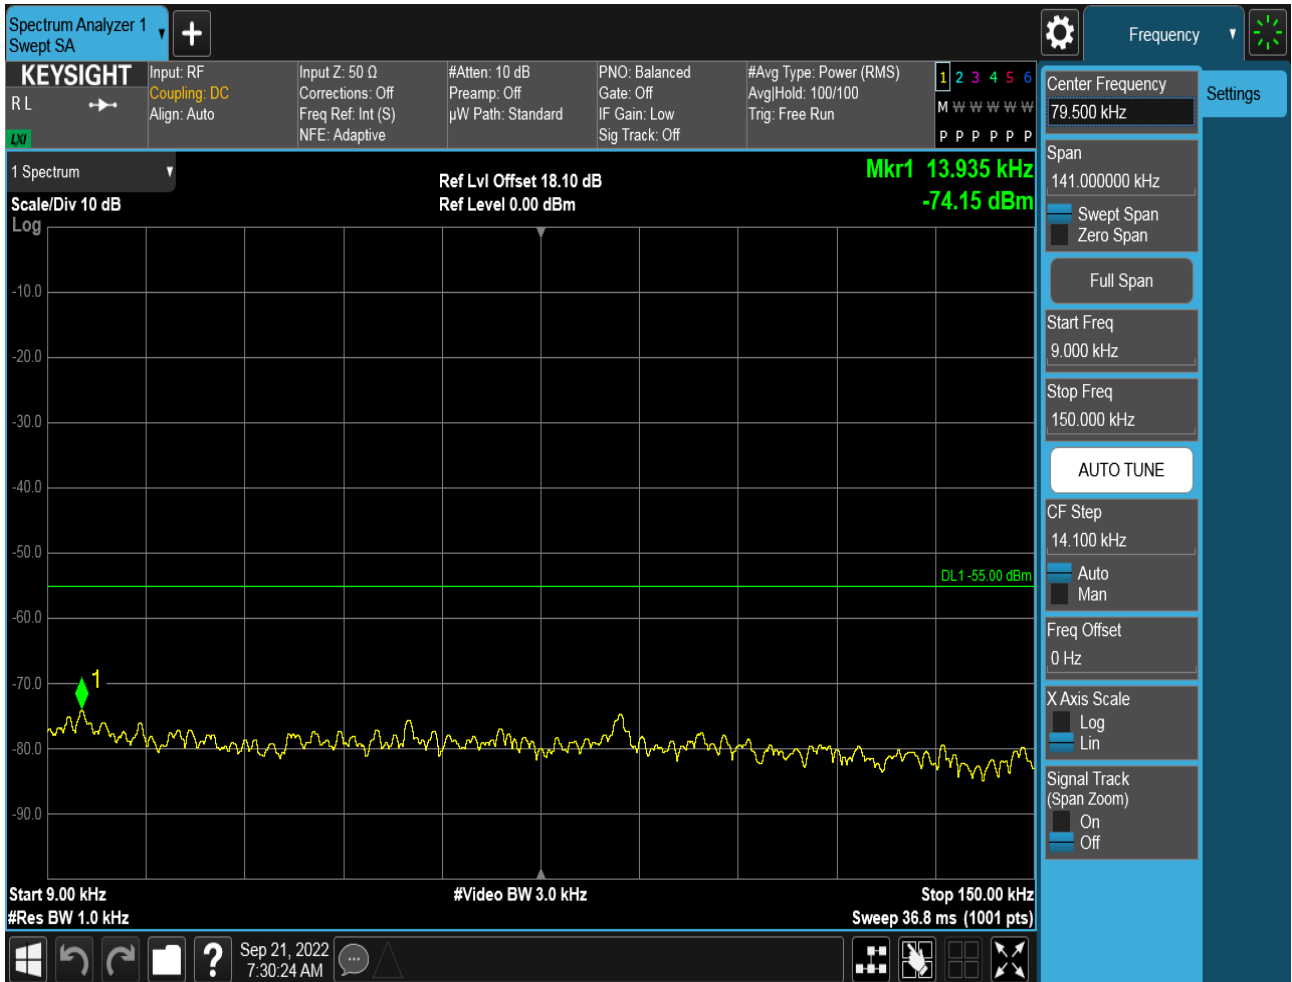 Spectrum Analyzer 1
Swept SA
Frequency
KEYSIGHT
R L
LXI
Input: RF
Coupling: DC
Align: Auto
Input Z: 50 Ω
Corrections: Off
Freq Ref: Int (S)
NFE: Adaptive
#Atten: 10 dB
Preamp: Off
µW Path: Standard
PNO: Balanced
Gate: Off
IF Gain: Low
Sig Track: Off
#Avg Type: Power (RMS)
Avg|Hold: 100/100
Trig: Free Run
1 2 3 4 5 6
M W W W W W
P P P P P P
1 Spectrum
Scale/Div 10 dB
Log
Ref Lvl Offset 18.10 dB
Ref Level 0.00 dBm
Mkr1 13.935 kHz
-74.15 dBm
-10.0
-20.0
-30.0
-40.0
-50.0
DL1 -55.00 dBm
-60.0
-70.0
1
-80.0
-90.0
Start 9.00 kHz
#Video BW 3.0 kHz
Stop 150.00 kHz
#Res BW 1.0 kHz
Sweep 36.8 ms (1001 pts)
Center Frequency
79.500 kHz
Settings
Span
141.000000 kHz
Swept Span
Zero Span
Full Span
Start Freq
9.000 kHz
Stop Freq
150.000 kHz
AUTO TUNE
CF Step
14.100 kHz
Auto
Man
Freq Offset
0 Hz
X Axis Scale
Log
Lin
Signal Track
(Span Zoom)
On
Off
?
Sep 21, 2022
7:30:24 AM